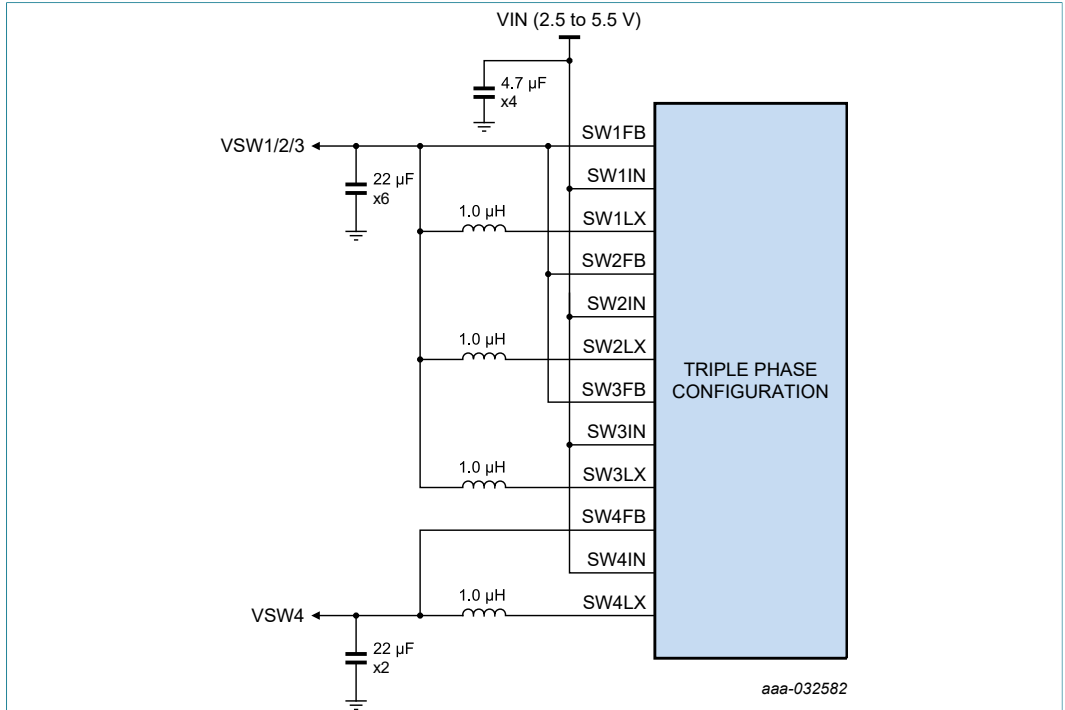 VIN (2.5 to 5.5 V)
4.7 µF
x4
SW1FB
VSW1/2/3
SW1IN
22 µF
x6
1.0 µH
SW1LX
SW2FB
SW2IN
1.0 µH
SW2LX
TRIPLE PHASE
CONFIGURATION
SW3FB
SW3IN
1.0 µH
SW3LX
SW4FB
SW4IN
1.0 µH
SW4LX
VSW4
22 µF
x2
aaa-032582